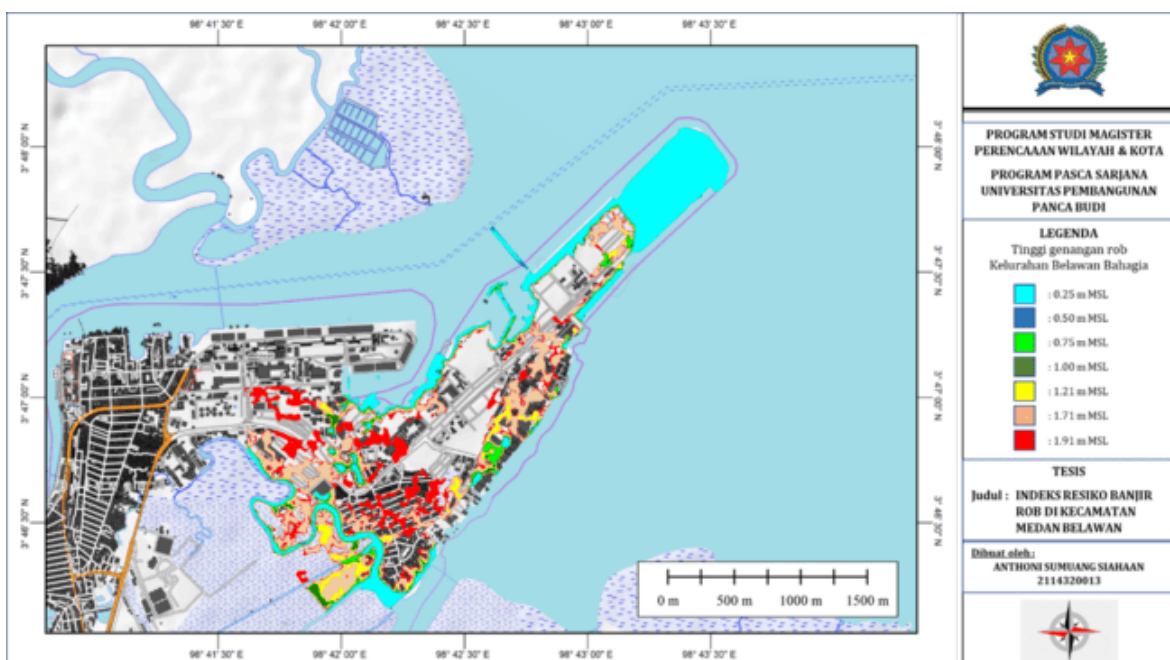 98° 41' 30" E
98° 42' 00" E
98° 42' 30" E
98° 43' 00" E
98° 43' 30" E
3° 48' 00" N
3° 47' 30" N
3° 47' 00" N
3° 46' 30" N
3° 48' 00" N
3° 47' 30" N
3° 47' 00" N
3° 46' 30" N
0 m 500 m 1000 m 1500 m
98° 41' 30" E
98° 42' 00" E
98° 42' 30" E
98° 43' 00" E
98° 43' 30" E
PROGRAM STUDI MAGISTER
PERENCAAN WILAYAH & KOTA
PROGRAM PASCA SARJANA
UNIVERSITAS PEMBANGUNAN
PANCA BUDI
LEGENDA
Tinggi genangan rob
Kelurahan Belawan Bahagia
: 0.25 m MSL
: 0.50 m MSL
: 0.75 m MSL
: 1.00 m MSL
: 1.21 m MSL
: 1.71 m MSL
: 1.91 m MSL
TESIS
Judul : INDEKS RESIKO BANJIR
ROB DI KECAMATAN
MEDAN BELAWAN
Dibuat oleh:
ANTHONI SUMUANG SIAHAAN
2114320013